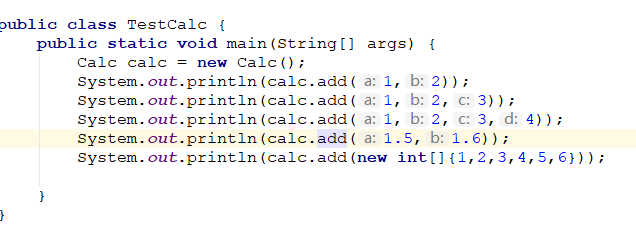 public class TestCalc {
public static void main(String[] args) {
Calc calc = new Calc();
System.out.println(calc.add( a: 1, b: 2));
System.out.println(calc.add( a: 1, b: 2, c: 3));
System.out.println(calc.add( a: 1, b: 2, c: 3, d: 4));
System.out.println(calc.add( a: 1.5, b: 1.6));
System.out.println(calc.add(new int[]{1,2,3,4,5,6}));
}
}